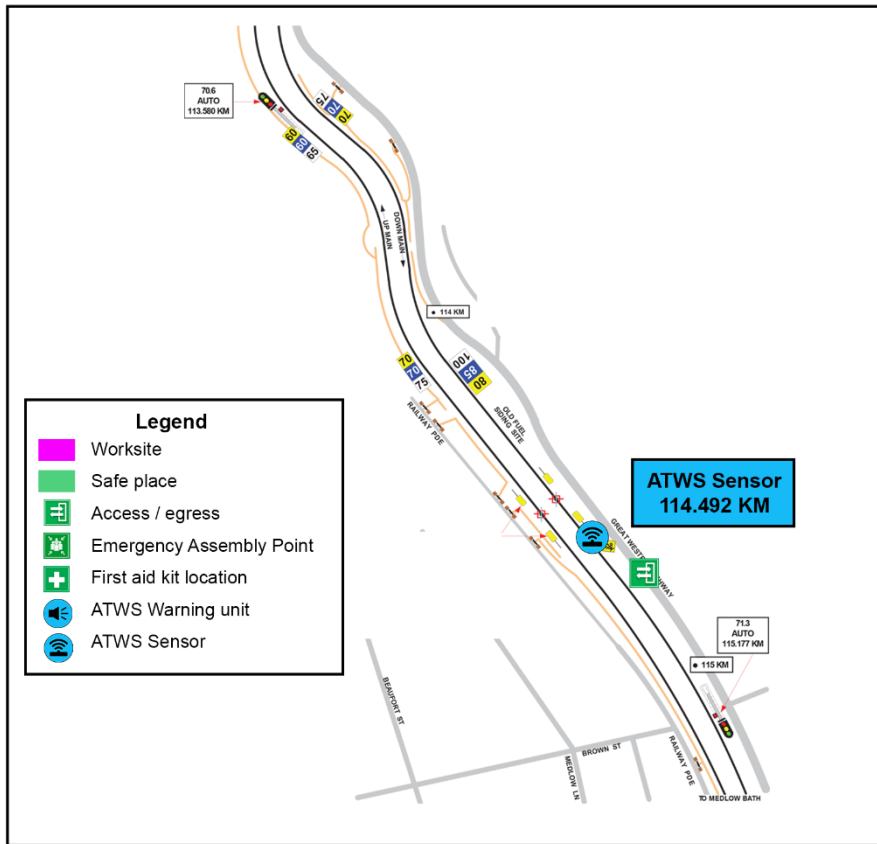 70.6
AUTO
113.580 KM
75
70
70
60
60
65
UP MAIN
DOWN MAIN
114 KM
70
70
75
100
85
80
RAILWAY PDE
OLD FUEL
SIDING SITE
ATWS Sensor
114.492 KM
GREAT WESTE
HWAY
Legend
Worksite
Safe place
Access / egress
Emergency Assembly Point
First aid kit location
ATWS Warning unit
ATWS Sensor
71.3
AUTO
115.177 KM
115 KM
BEAUFORT ST
BROWN ST
MEDLOW LN
RAILWAY PDE
TO MEDLOW BATH